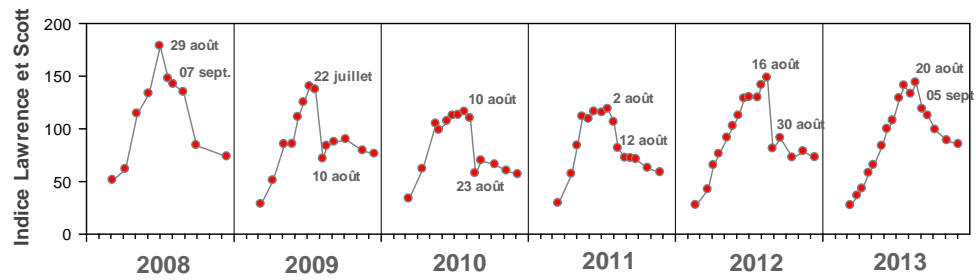 Indice Lawrence et Scott
200
150
100
50
0
29 août
07 sept.
22 juillet
10 août
10 août
23 août
2 août
12 août
16 août
30 août
20 août
05 sept
2008
2009
2010
2011
2012
2013